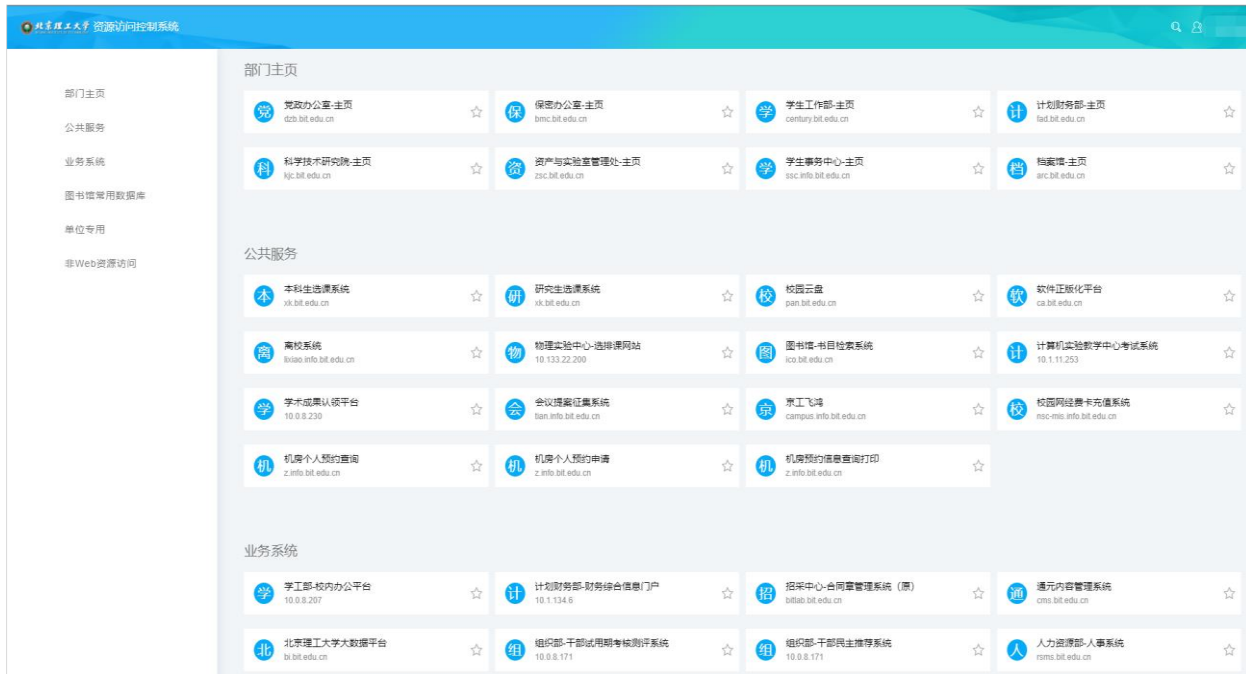 北京理工大学 资源访问控制系统
部门主页
公共服务
业务系统
图书馆常用数据库
单位专用
非Web资源访问
部门主页
党 党政办公室-主页
dzb.bit.edu.cn
保 保密办公室-主页
bmc.bit.edu.cn
学 学生工作部-主页
century.bit.edu.cn
计 计划财务部-主页
fad.bit.edu.cn
科 科学技术研究院-主页
kjc.bit.edu.cn
资 资产与实验室管理处-主页
zsc.bit.edu.cn
学 学生事务中心-主页
ssc.info.bit.edu.cn
档 档案馆-主页
arc.bit.edu.cn
公共服务
本 本科生选课系统
xk.bit.edu.cn
研 研究生选课系统
xk.bit.edu.cn
校 校园云盘
pan.bit.edu.cn
软 软件正版化平台
ca.bit.edu.cn
离 离校系统
lixiao.info.bit.edu.cn
物 物理实验中心-选排课网站
10.133.22.200
图 图书馆-书目检索系统
ico.bit.edu.cn
计 计算机实验教学中心考试系统
10.1.11.253
学 学术成果认领平台
10.0.8.230
会 会议提案征集系统
tian.info.bit.edu.cn
京 京工飞鸿
campus.info.bit.edu.cn
校 校园网经费卡充值系统
nsc-mis.info.bit.edu.cn
机 机房个人预约查询
z.info.bit.edu.cn
机 机房个人预约申请
z.info.bit.edu.cn
机 机房预约信息查询打印
z.info.bit.edu.cn
业务系统
学 学工部-校内办公平台
10.0.8.207
计 计划财务部-财务综合信息门户
10.1.134.6
招 招采中心-合同章管理系统（原）
bitlab.bit.edu.cn
通 通元内容管理系统
cms.bit.edu.cn
北 北京理工大学大数据平台
bi.bit.edu.cn
组 组织部-干部试用期考核测评系统
10.0.8.171
组 组织部-干部民主推荐系统
10.0.8.171
人 人力资源部-人事系统
rsms.bit.edu.cn